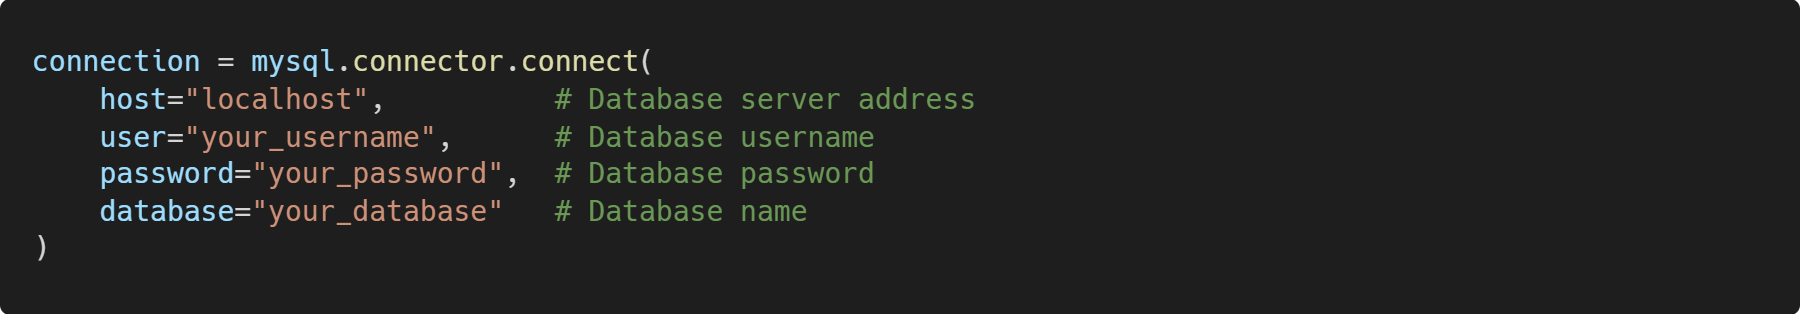 connection = mysql.connector.connect(
    host="localhost",          # Database server address
    user="your_username",      # Database username
    password="your_password",  # Database password
    database="your_database"   # Database name
)